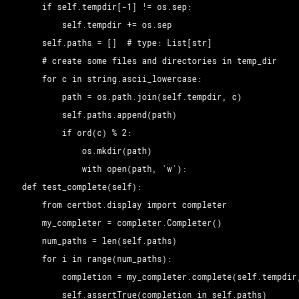 if self.tempdir[-1] != os.sep:
self.tempdir += os.sep
self.paths = []  # type: List[str]
# create some files and directories in temp_dir
for c in string.ascii_lowercase:
path = os.path.join(self.tempdir, c)
self.paths.append(path)
if ord(c) % 2:
os.mkdir(path)
with open(path, 'w'):
def test_complete(self):
from certbot.display import completer
my_completer = completer.Completer()
num_paths = len(self.paths)
for i in range(num_paths):
completion = my_completer.complete(self.tempdir,
self.assertTrue(completion in self.paths)